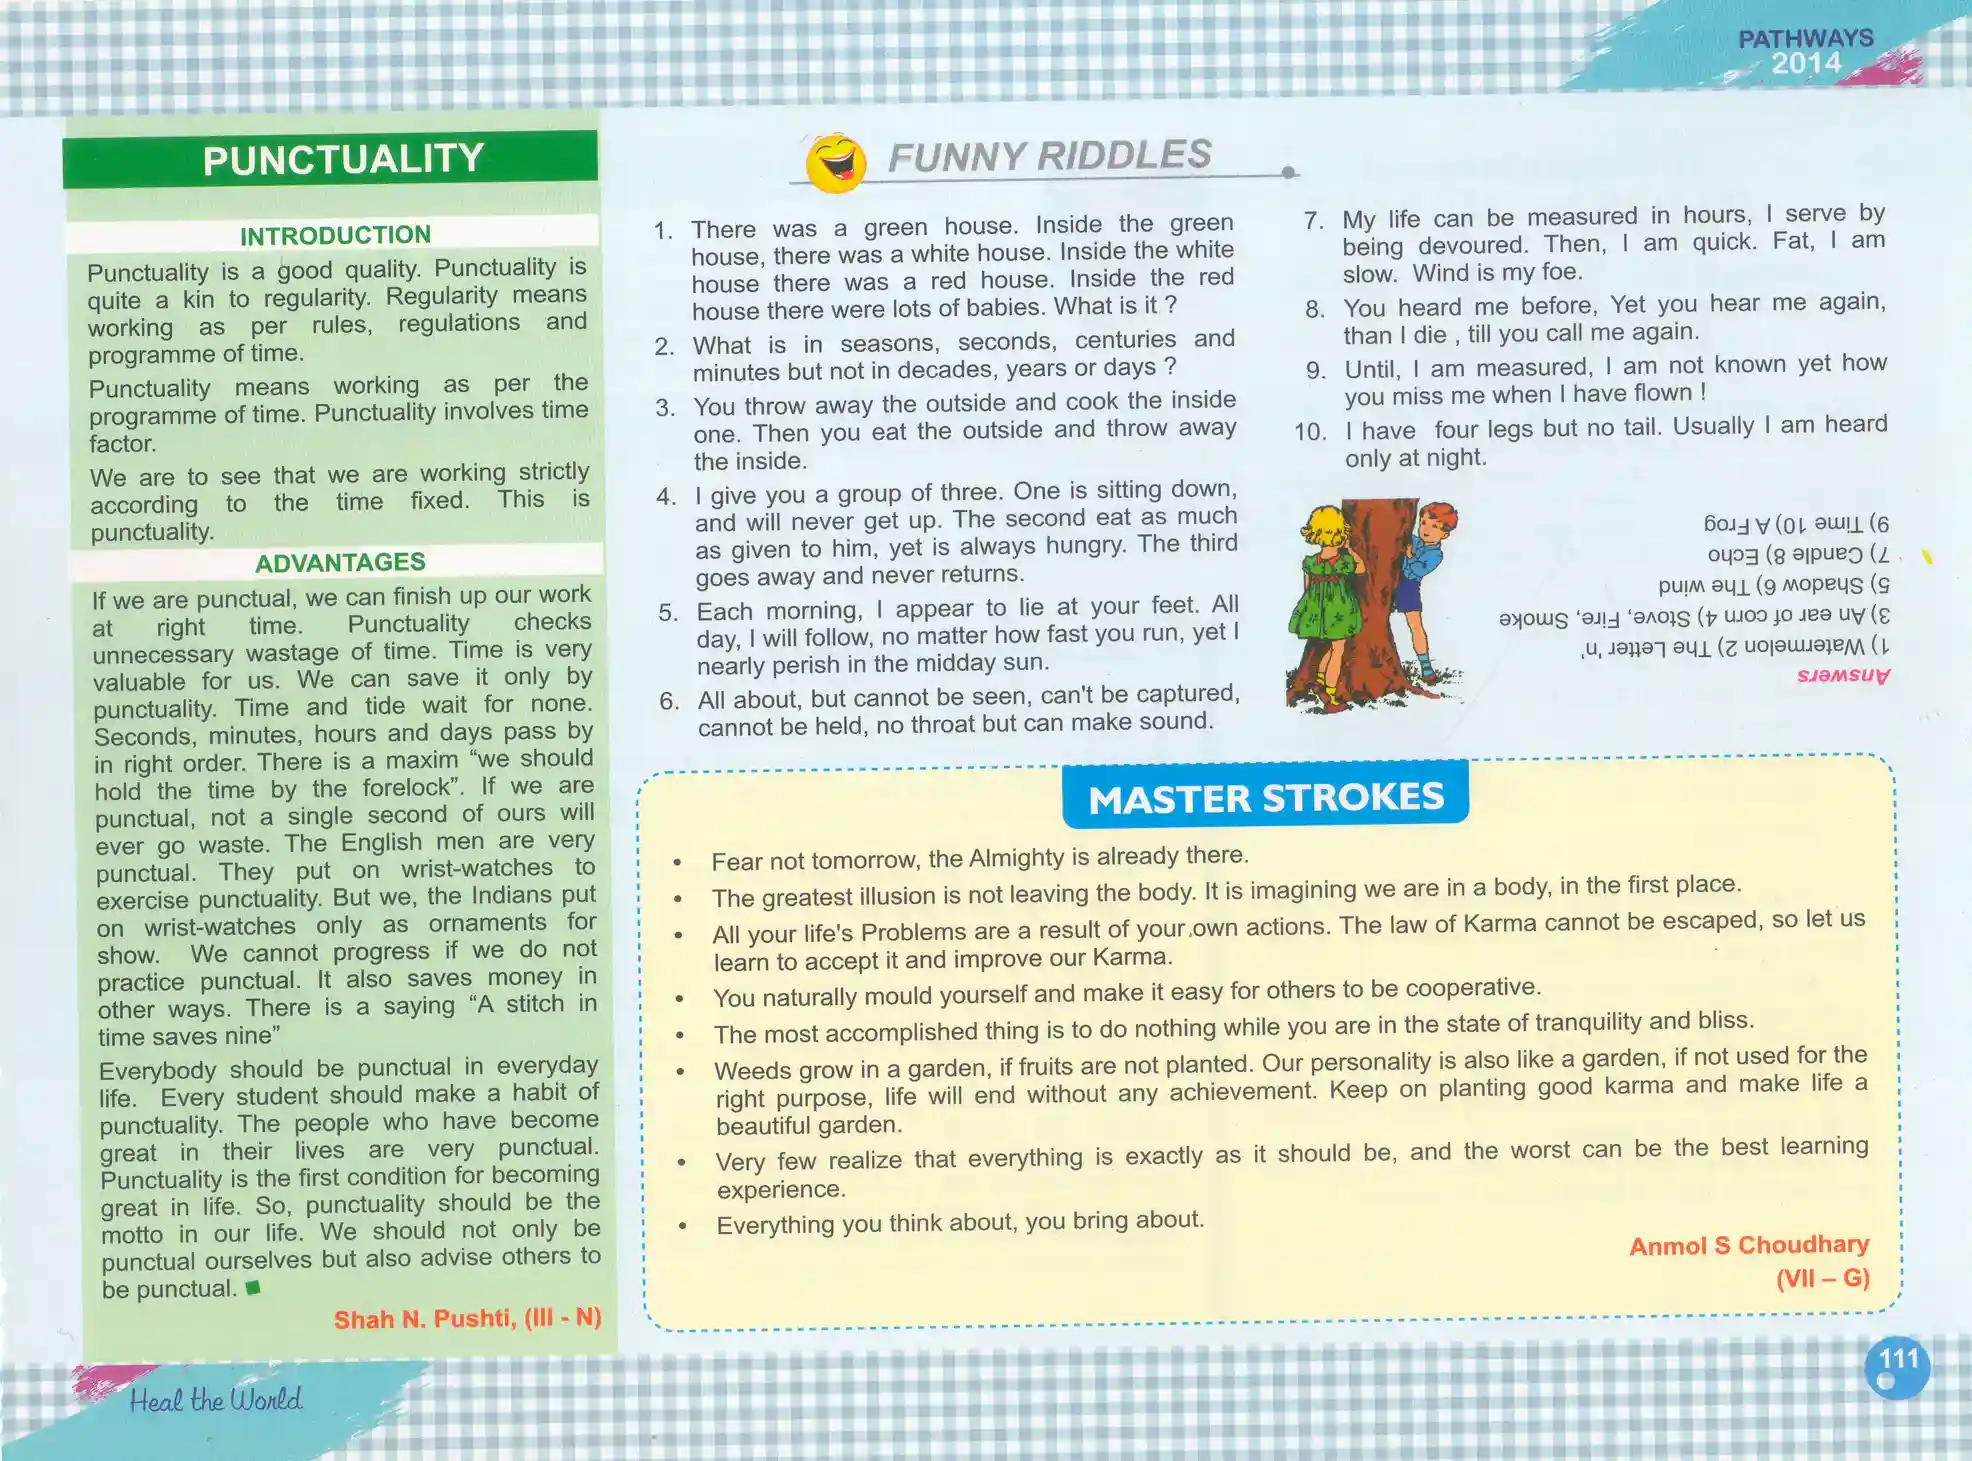 PATHWAYS
2014
PUNCTUALITY
INTRODUCTION
Punctuality is a good quality. Punctuality is
quite a kin to regularity. Regularity means
working as per rules, regulations and
programme of time.
Punctuality means working as per the
programme of time. Punctuality involves time
factor.
We are to see that we are working strictly
according to the time fixed. This is
punctuality.
ADVANTAGES
If we are punctual, we can finish up our work
at right time. Punctuality checks
unnecessary wastage of time. Time is very
valuable for us. We can save it only by
punctuality. Time and tide wait for none.
Seconds, minutes, hours and days pass by
in right order. There is a maxim “we should
hold the time by the forelock”. If we are
punctual, not a single second of ours will
ever go waste. The English men are very
punctual. They put on wrist-watches to
exercise punctuality. But we, the Indians put
on wrist-watches only as ornaments for
show. We cannot progress if we do not
practice punctual. It also saves money in
other ways. There is a saying “A stitch in
time saves nine”
Everybody should be punctual in everyday
life. Every student should make a habit of
punctuality. The people who have become
great in their lives are very punctual.
Punctuality is the first condition for becoming
great in life. So, punctuality should be the
motto in our life. We should not only be
punctual ourselves but also advise others to
be punctual.
Shah N. Pushti, (III - N)
FUNNY RIDDLES
1. There was a green house. Inside the green
house, there was a white house. Inside the white
house there was a red house. Inside the red
house there were lots of babies. What is it ?
2. What is in seasons, seconds, centuries and
minutes but not in decades, years or days ?
3. You throw away the outside and cook the inside
one. Then you eat the outside and throw away
the inside.
4. I give you a group of three. One is sitting down,
and will never get up. The second eat as much
as given to him, yet is always hungry. The third
goes away and never returns.
5. Each morning, I appear to lie at your feet. All
day, I will follow, no matter how fast you run, yet I
nearly perish in the midday sun.
6. All about, but cannot be seen, can't be captured,
cannot be held, no throat but can make sound.
7. My life can be measured in hours, I serve by
being devoured. Then, I am quick. Fat, I am
slow. Wind is my foe.
8. You heard me before, Yet you hear me again,
than I die , till you call me again.
9. Until, I am measured, I am not known yet how
you miss me when I have flown !
10. I have four legs but no tail. Usually I am heard
only at night.
Answers
1) Watermelon 2) The Letter 'n'
3) An ear of corn 4) Stove, Fire, Smoke
5) Shadow 6) The wind
7) Candle 8) Echo
9) Time 10) A Frog
MASTER STROKES
• Fear not tomorrow, the Almighty is already there.
• The greatest illusion is not leaving the body. It is imagining we are in a body, in the first place.
• All your life's Problems are a result of your own actions. The law of Karma cannot be escaped, so let us
learn to accept it and improve our Karma.
• You naturally mould yourself and make it easy for others to be cooperative.
• The most accomplished thing is to do nothing while you are in the state of tranquility and bliss.
• Weeds grow in a garden, if fruits are not planted. Our personality is also like a garden, if not used for the
right purpose, life will end without any achievement. Keep on planting good karma and make life a
beautiful garden.
• Very few realize that everything is exactly as it should be, and the worst can be the best learning
experience.
• Everything you think about, you bring about.
Anmol S Choudhary
(VII – G)
Heal the World
111